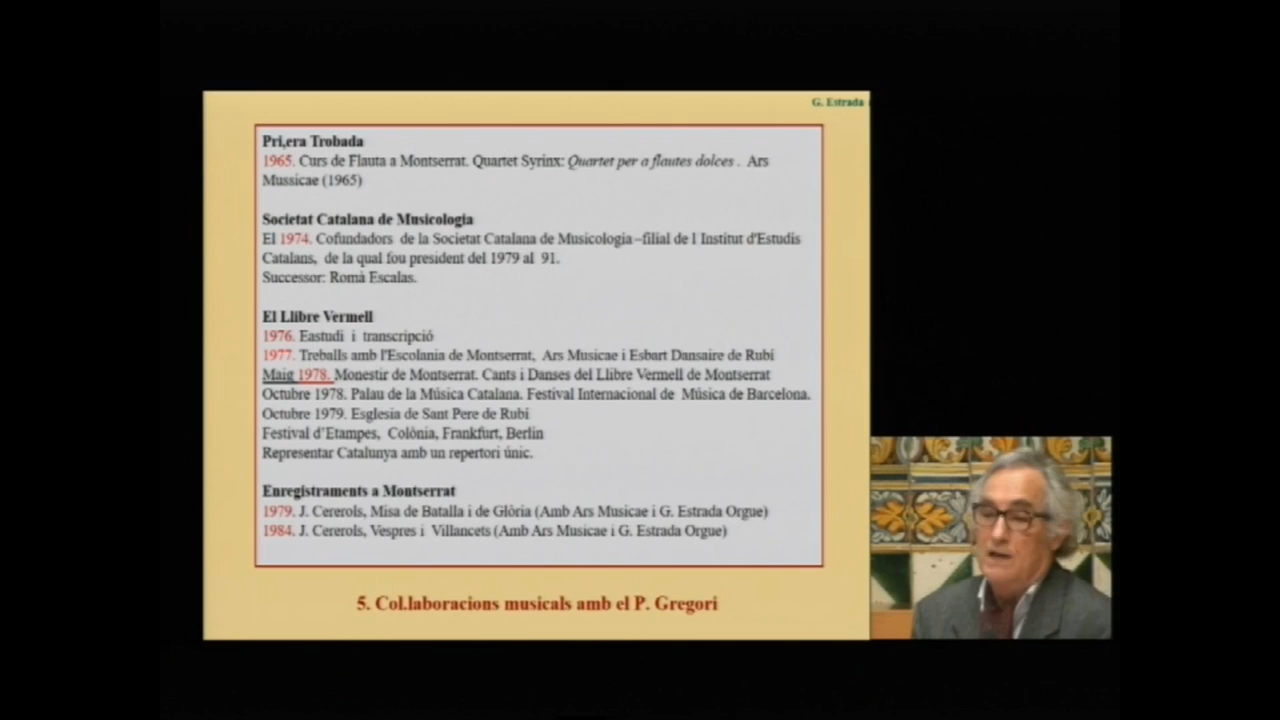 G. Estrada
Pri,era Trobada
1965. Curs de Flauta a Montserrat. Quartet Syrinx: Quartet per a flautes dolces . Ars
Mussicae (1965)
Societat Catalana de Musicologia
El 1974. Cofundadors de la Societat Catalana de Musicologia –filial de l Institut d'Estudis
Catalans, de la qual fou president del 1979 al 91.
Successor: Romà Escalas.
El Llibre Vermell
1976. Eastudi i transcripció
1977. Treballs amb l'Escolania de Montserrat, Ars Musicae i Esbart Dansaire de Rubí
Maig 1978. Monestir de Montserrat. Cants i Danses del Llibre Vermell de Montserrat
Octubre 1978. Palau de la Música Catalana. Festival Internacional de Música de Barcelona.
Octubre 1979. Esglesia de Sant Pere de Rubí
Festival d'Etampes, Colònia, Frankfurt, Berlin
Representar Catalunya amb un repertori únic.
Enregistraments a Montserrat
1979. J. Cererols, Misa de Batalla i de Glòria (Amb Ars Musicae i G. Estrada Orgue)
1984. J. Cererols, Vespres i Villancets (Amb Ars Musicae i G. Estrada Orgue)
5. Col.laboracions musicals amb el P. Gregori